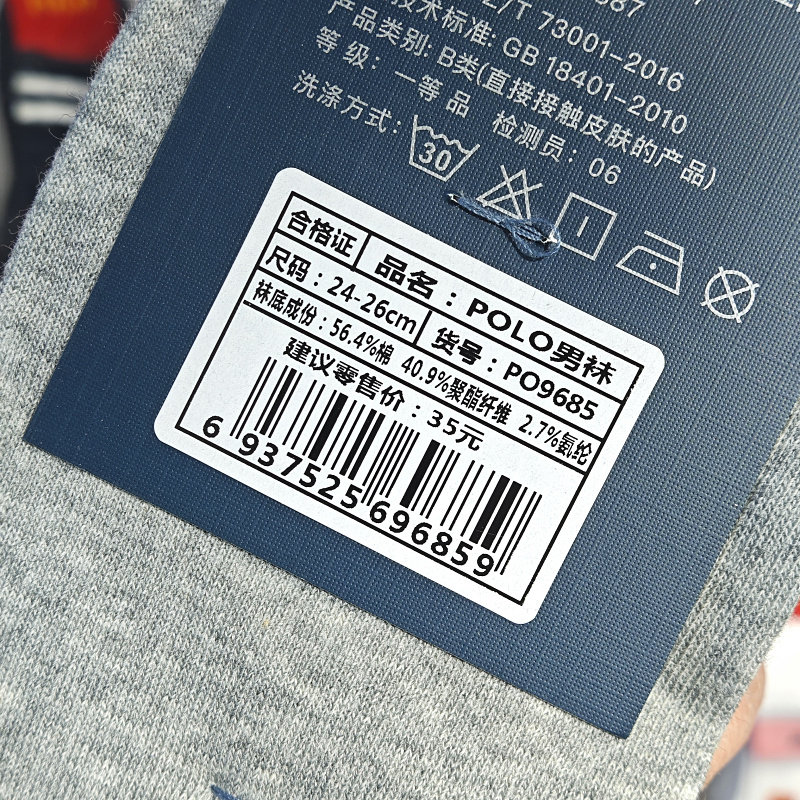 技术标准: GB 18401-2010
Z/T 73001-2016
产品类别: B类(直接接触皮肤的产品)
等 级: 一等品 检测员: 06
洗涤方式:
30
合格证 品名:POLO男袜
尺码:24-26cm 货号:PO9685
袜底成份:56.4%棉 40.9%聚酯纤维 2.7%氨纶
建议零售价:35元
6 937525 696859